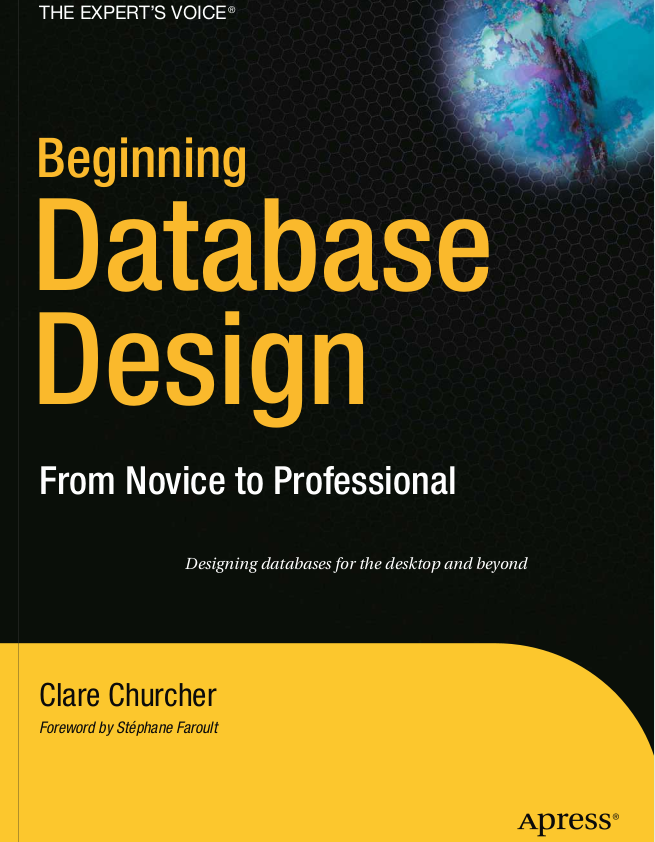 THE EXPERT'S VOICE®
Beginning
Database
Design
From Novice to Professional
Designing databases for the desktop and beyond
Clare Churcher
Foreword by Stéphane Faroult
Apress®